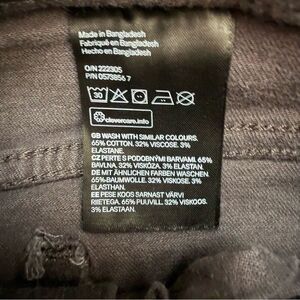 Made in Bangladesh
Fabriqué en Bangladesh
Hecho en Bangladesh
O/N 222305
P/N 0573856 7
30
clevercare.info
GB WASH WITH SIMILAR COLOURS.
65% COTTON. 32% VISCOSE. 3%
ELASTANE.
CZ PERTE S PODOBNÝMI BARVAMI. 65%
BAVLNA. 32% VISKÓZA. 3% ELASTAN.
DE MIT ÄHNLICHEN FARBEN WASCHEN.
65% BAUMWOLLE. 32% VISKOSE. 3%
ELASTHAN.
EE PESE KOOS SARNAST VÄRVI
RIIETEGA. 65% PUUVILL. 32% VISKOOS.
3% ELASTAAN.